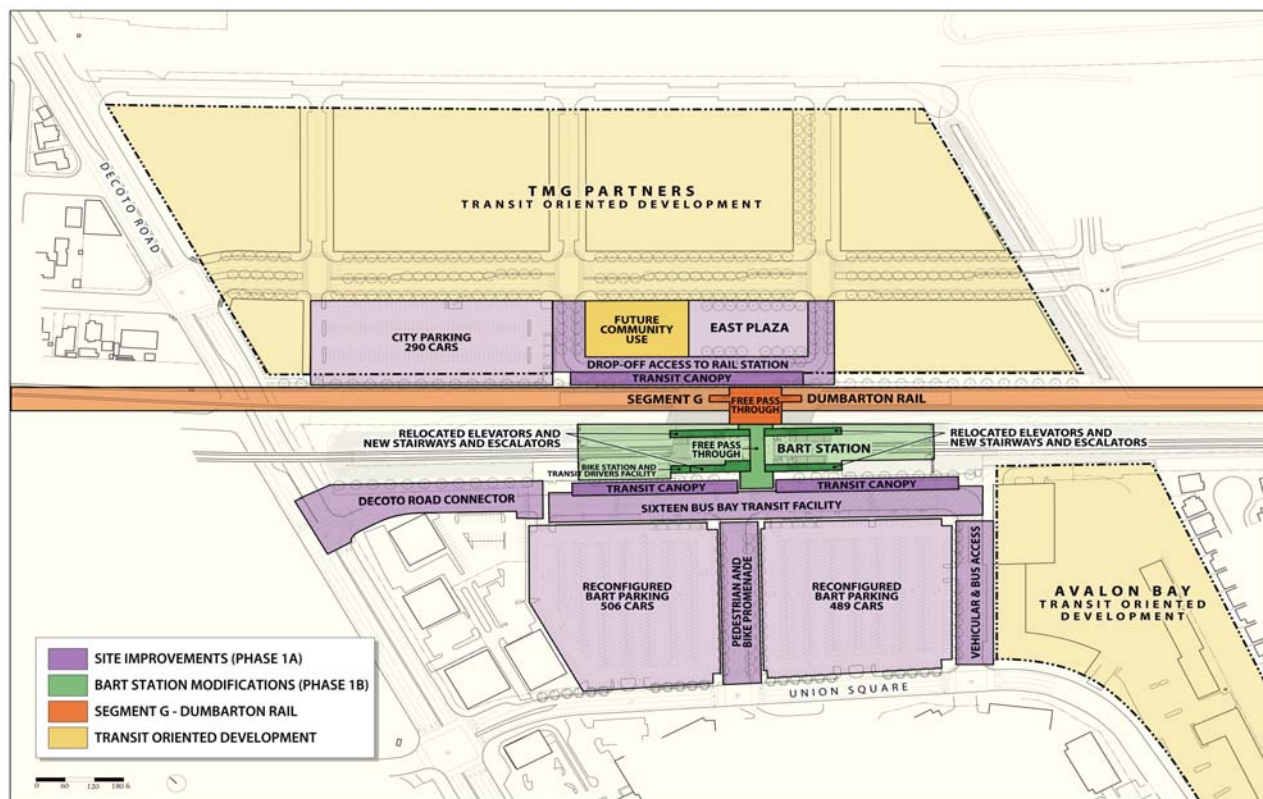 DECOTO ROAD
TMG PARTNERS
TRANSIT ORIENTED DEVELOPMENT
CITY PARKING
290 CARS
FUTURE
COMMUNITY
USE
EAST PLAZA
DROP-OFF ACCESS TO RAIL STATION
TRANSIT CANOPY
SEGMENT G
FREE PASS
THROUGH
DUMBARTON RAIL
RELOCATED ELEVATORS AND
NEW STAIRWAYS AND ESCALATORS
FREE PASS
THROUGH
BART STATION
RELOCATED ELEVATORS AND
NEW STAIRWAYS AND ESCALATORS
BIKE STATION AND
TRANSIT DRIVERS FACILITY
DECOTO ROAD CONNECTOR
TRANSIT CANOPY
TRANSIT CANOPY
SIXTEEN BUS BAY TRANSIT FACILITY
RECONFIGURED
BART PARKING
506 CARS
PEDESTRIAN AND
BIKE PROMENADE
RECONFIGURED
BART PARKING
489 CARS
VEHICULAR & BUS ACCESS
AVALON BAY
TRANSIT ORIENTED
DEVELOPMENT
UNION SQUARE
SITE IMPROVEMENTS (PHASE 1A)
BART STATION MODIFICATIONS (PHASE 1B)
SEGMENT G - DUMBARTON RAIL
TRANSIT ORIENTED DEVELOPMENT
0 60 120 180 ft